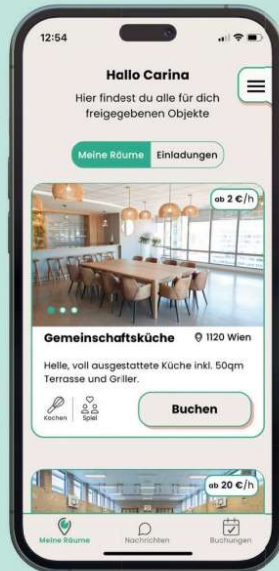 12:54
Hallo Carina
Hier findest du alle für dich
freigegebenen Objekte
Meine Räume Einladungen
ab 2 €/h
Gemeinschaftsküche 1120 Wien
Helle, voll ausgestattete Küche inkl. 50qm
Terrasse und Griller.
Kochen Spiel
Buchen
ab 20 €/h
Meine Räume Nachrichten Buchungen